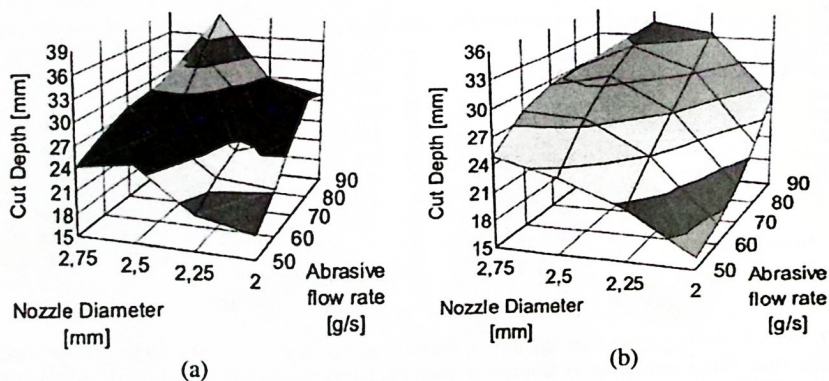 39
36
33
30
27
24
21
18
15
Cut Depth [mm]
2,75
2,5
2,25
2
50
60
70
80
90
Nozzle Diameter
[mm]
Abrasive
flow rate
[g/s]
(a)
36
33
30
27
24
21
18
15
Cut Depth [mm]
2,75
2,5
2,25
2
50
60
70
80
90
Nozzle Diameter
[mm]
Abrasive
flow rate
[g/s]
(b)